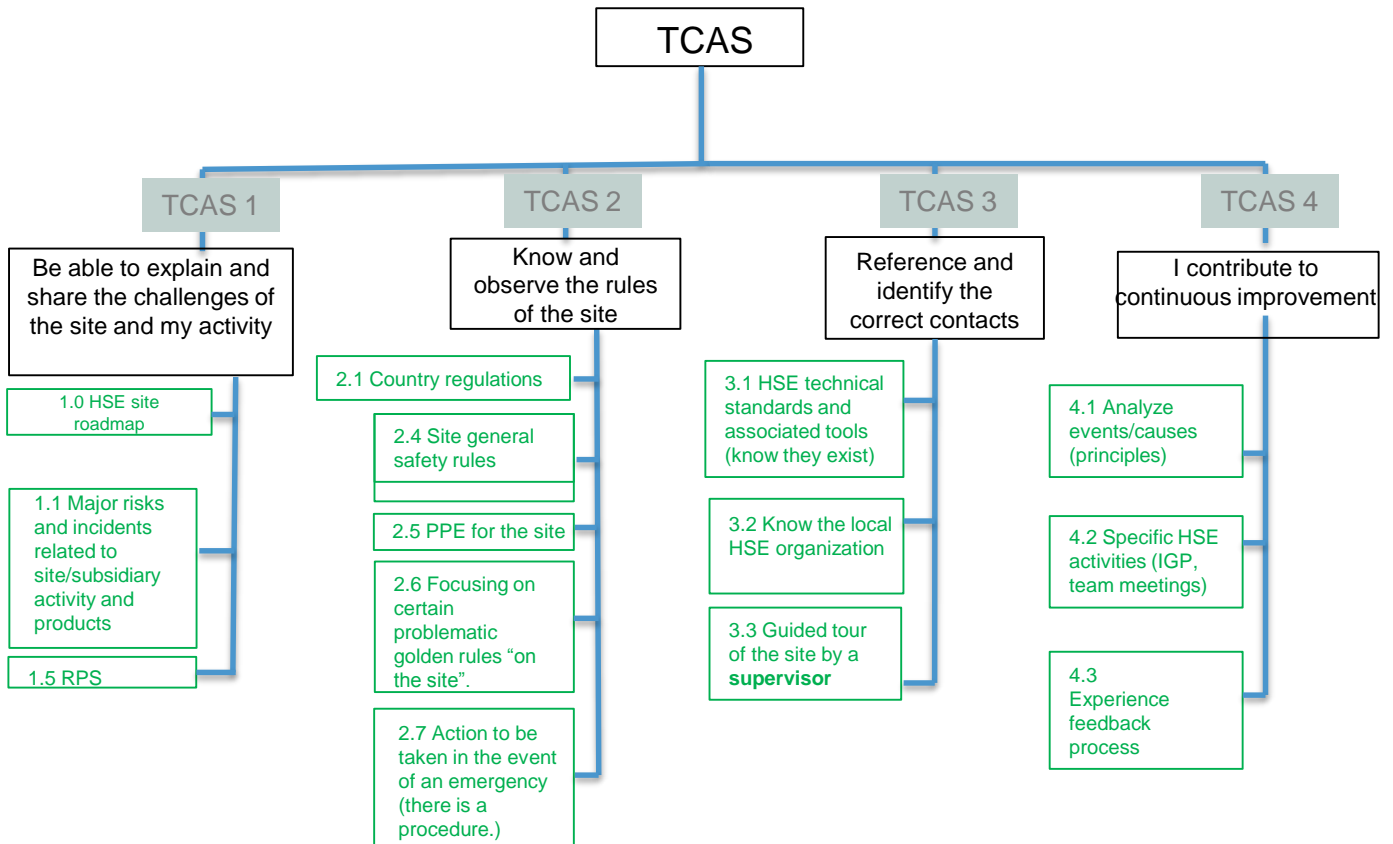 TCAS
TCAS 1
TCAS 2
TCAS 3
TCAS 4
Be able to explain and
share the challenges of
the site and my activity
1.0 HSE site
roadmap
1.1 Major risks
and incidents
related to
site/subsidiary
activity and
products
1.5 RPS
Know and
observe the rules
of the site
2.1 Country regulations
2.4 Site general
safety rules
2.5 PPE for the site
2.6 Focusing on
certain
problematic
golden rules “on
the site”.
2.7 Action to be
taken in the event
of an emergency
(there is a
procedure.)
Reference and
identify the
correct contacts
3.1 HSE technical
standards and
associated tools
(know they exist)
3.2 Know the local
HSE organization
3.3 Guided tour
of the site by a
supervisor
I contribute to
continuous improvement
4.1 Analyze
events/causes
(principles)
4.2 Specific HSE
activities (IGP,
team meetings)
4.3
Experience
feedback
process